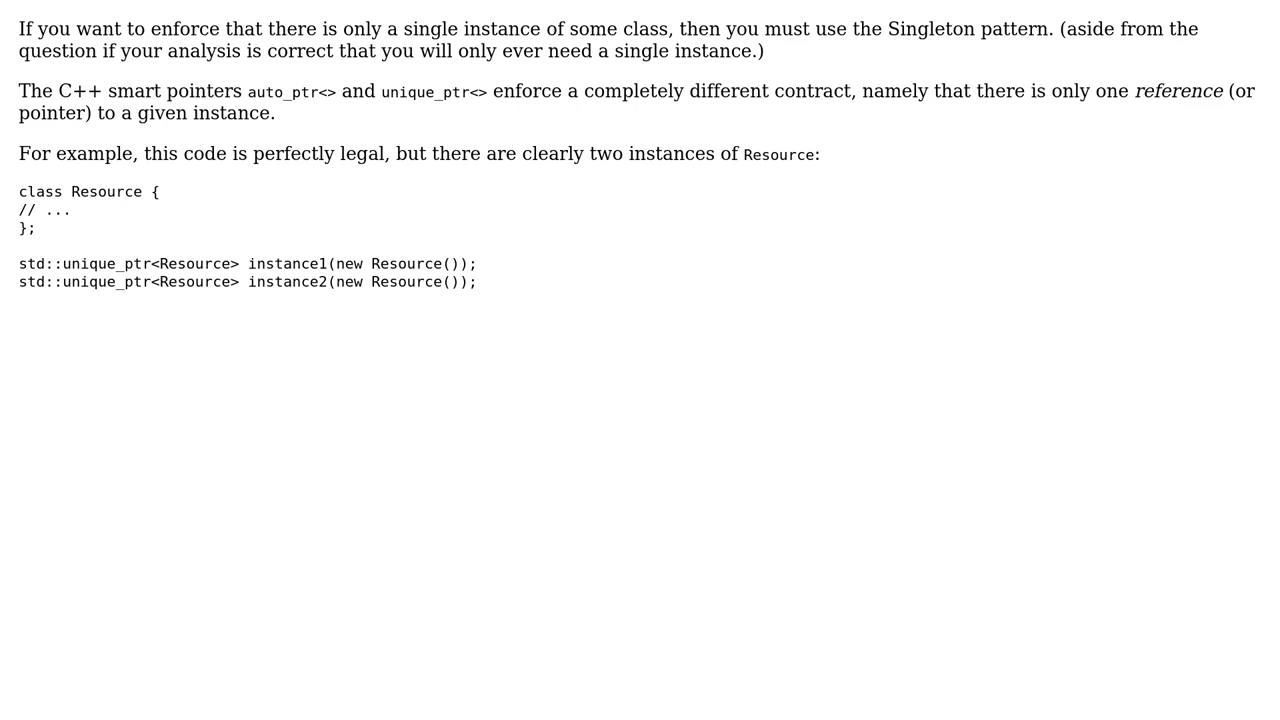 If you want to enforce that there is only a single instance of some class, then you must use the Singleton pattern. (aside from the
question if your analysis is correct that you will only ever need a single instance.)
The C++ smart pointers auto_ptr<> and unique_ptr<> enforce a completely different contract, namely that there is only one reference (or
pointer) to a given instance.
For example, this code is perfectly legal, but there are clearly two instances of Resource:
class Resource {
// ...
};
std::unique_ptr<Resource> instance1(new Resource());
std::unique_ptr<Resource> instance2(new Resource());